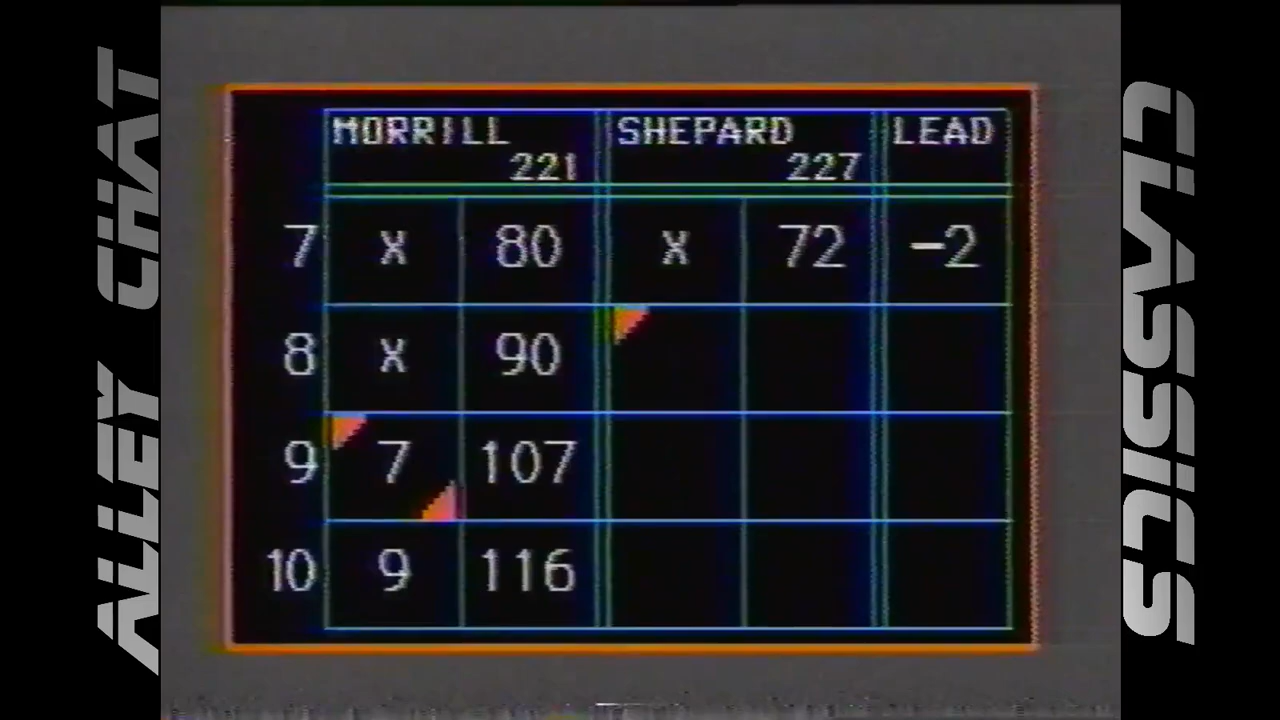 ALLEY CHAT
MORRILL SHEPARD LEAD
221 227
7 X 80 X 72 -2
8 X 90
9 7 107
10 9 116
CLASSICS